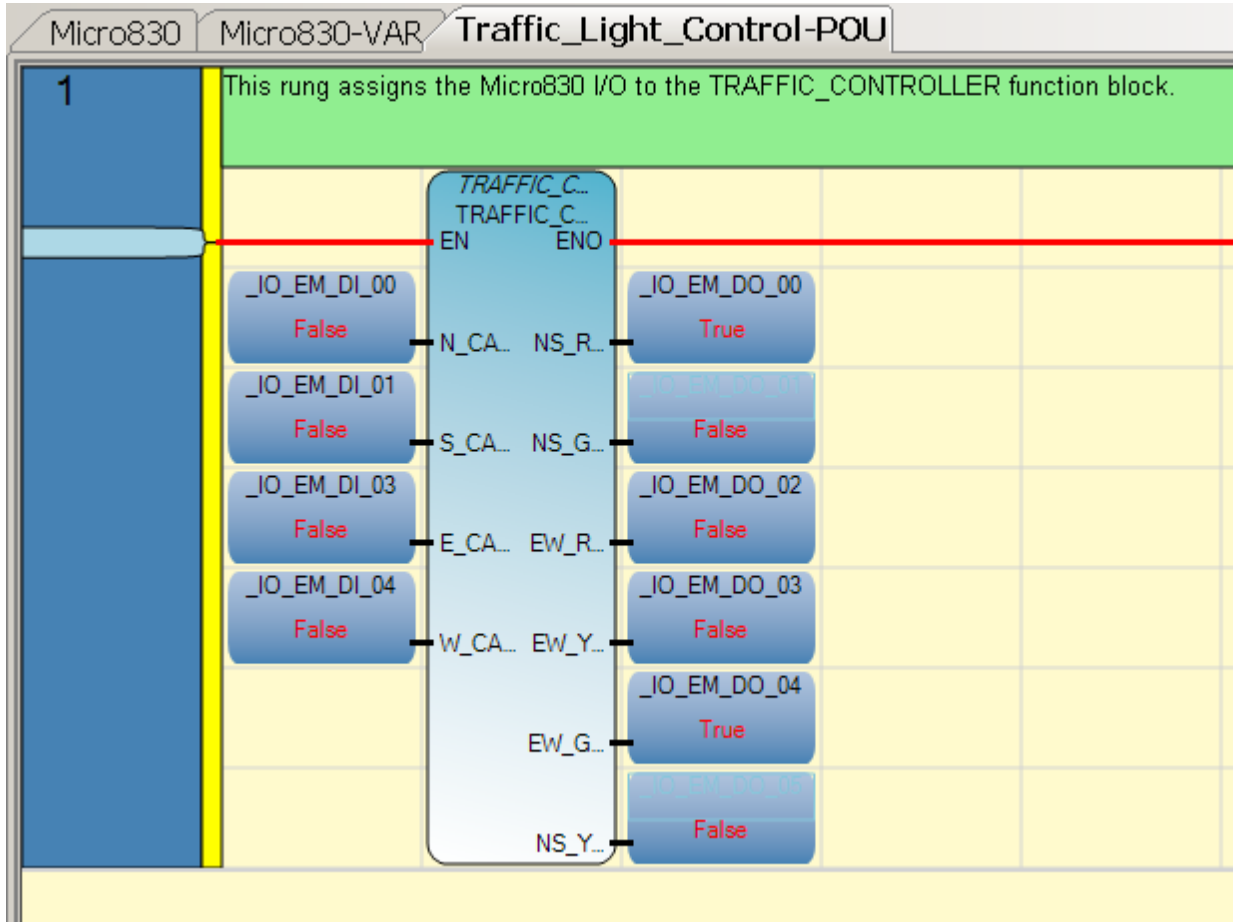 Micro830 Micro830-VAR Traffic_Light_Control-POU
1 This rung assigns the Micro830 I/O to the TRAFFIC_CONTROLLER function block.
TRAFFIC_C...
TRAFFIC_C...
EN ENO
_IO_EM_DI_00 _IO_EM_DO_00
False True
N_CA... NS_R...
_IO_EM_DI_01 _IO_EM_DO_01
False False
S_CA... NS_G...
_IO_EM_DI_03 _IO_EM_DO_02
False False
E_CA... EW_R...
_IO_EM_DI_04 _IO_EM_DO_03
False False
W_CA... EW_Y...
_IO_EM_DO_04
True
EW_G...
_IO_EM_DO_05
False
NS_Y...